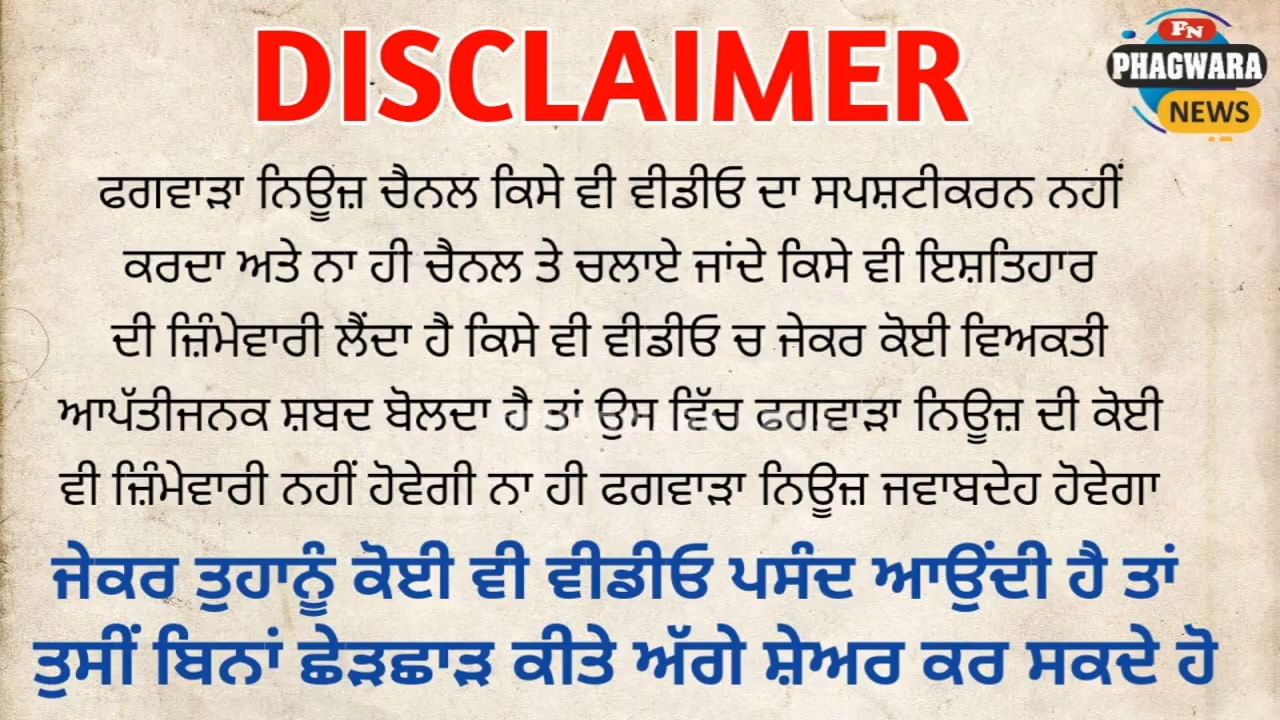 DISCLAIMER
PN
PHAGWARA
NEWS
ਫਗਵਾੜਾ ਨਿਊਜ਼ ਚੈਨਲ ਕਿਸੇ ਵੀ ਵੀਡੀਓ ਦਾ ਸਪਸ਼ਟੀਕਰਨ ਨਹੀਂ
ਕਰਦਾ ਅਤੇ ਨਾ ਹੀ ਚੈਨਲ ਤੇ ਚਲਾਏ ਜਾਂਦੇ ਕਿਸੇ ਵੀ ਇਸ਼ਤਿਹਾਰ
ਦੀ ਜ਼ਿੰਮੇਵਾਰੀ ਲੈਂਦਾ ਹੈ ਕਿਸੇ ਵੀ ਵੀਡੀਓ ਚ ਜੇਕਰ ਕੋਈ ਵਿਅਕਤੀ
ਆਪੱਤੀਜਨਕ ਸ਼ਬਦ ਬੋਲਦਾ ਹੈ ਤਾਂ ਉਸ ਵਿੱਚ ਫਗਵਾੜਾ ਨਿਊਜ਼ ਦੀ ਕੋਈ
ਵੀ ਜ਼ਿੰਮੇਵਾਰੀ ਨਹੀਂ ਹੋਵੇਗੀ ਨਾ ਹੀ ਫਗਵਾੜਾ ਨਿਊਜ਼ ਜਵਾਬਦੇਹ ਹੋਵੇਗਾ
ਜੇਕਰ ਤੁਹਾਨੂੰ ਕੋਈ ਵੀ ਵੀਡੀਓ ਪਸੰਦ ਆਉਂਦੀ ਹੈ ਤਾਂ
ਤੁਸੀਂ ਬਿਨਾਂ ਛੇੜਛਾੜ ਕੀਤੇ ਅੱਗੇ ਸ਼ੇਅਰ ਕਰ ਸਕਦੇ ਹੋ